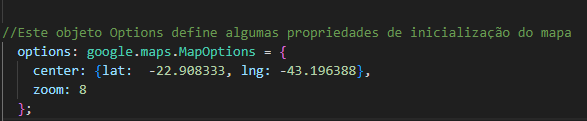 //Este objeto Options define algumas propriedades de inicialização do mapa
options: google.maps.MapOptions = {
center: {lat:  -22.908333, lng: -43.196388},
zoom: 8
};